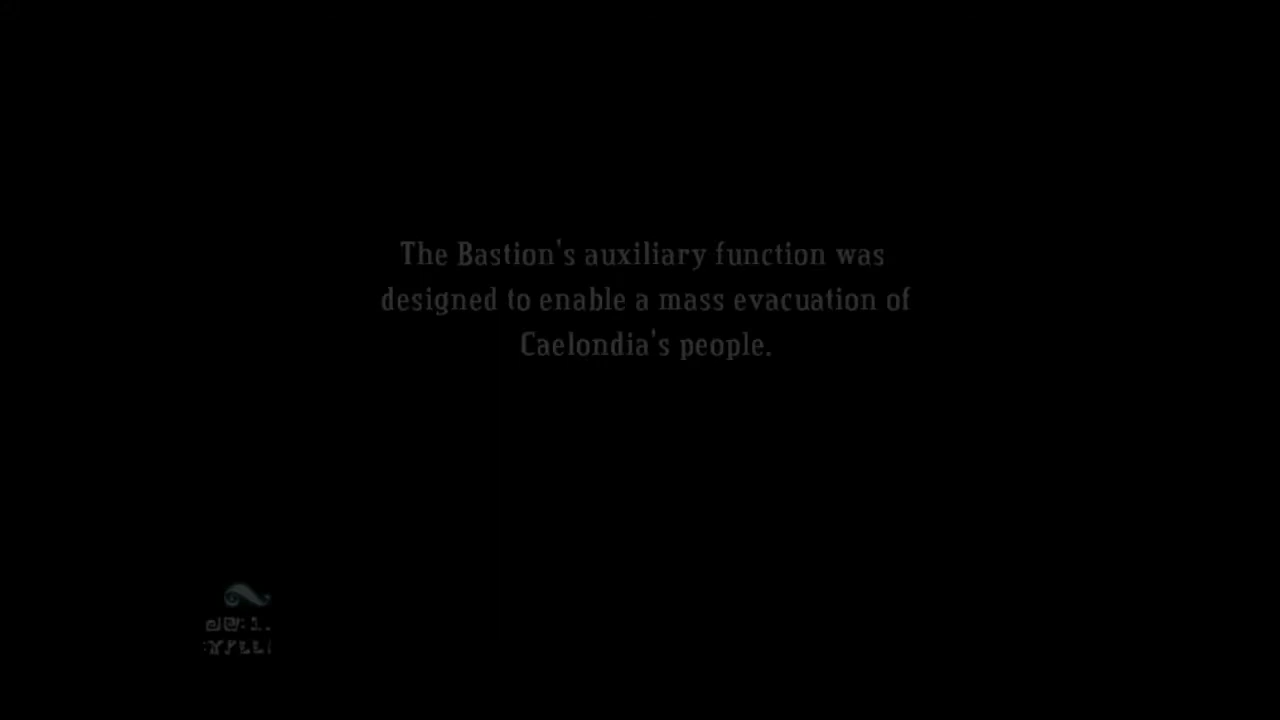 The Bastion's auxiliary function was
designed to enable a mass evacuation of
Caelondia's people.